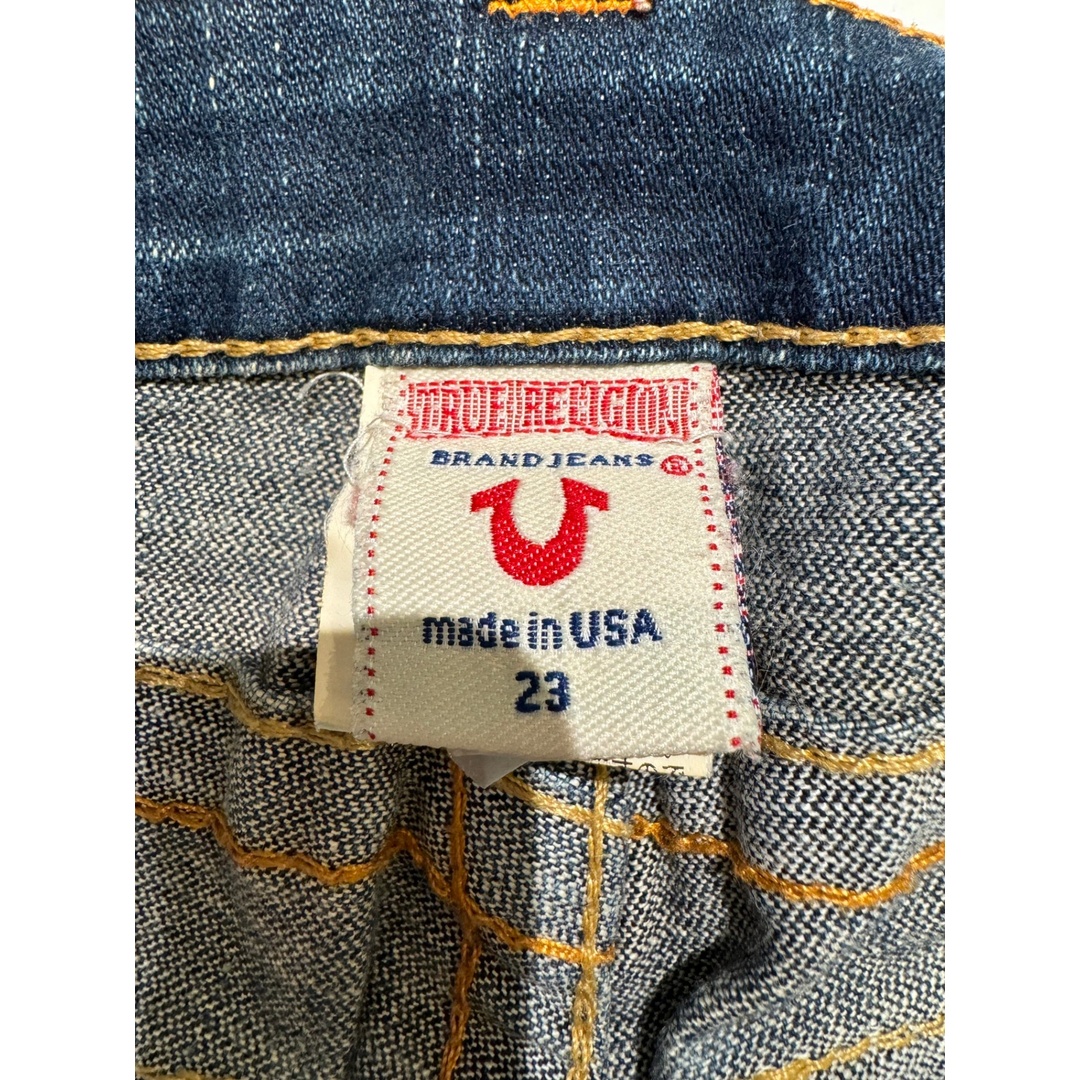 TRUE RELIGION
BRAND JEANS ®
made in USA
23